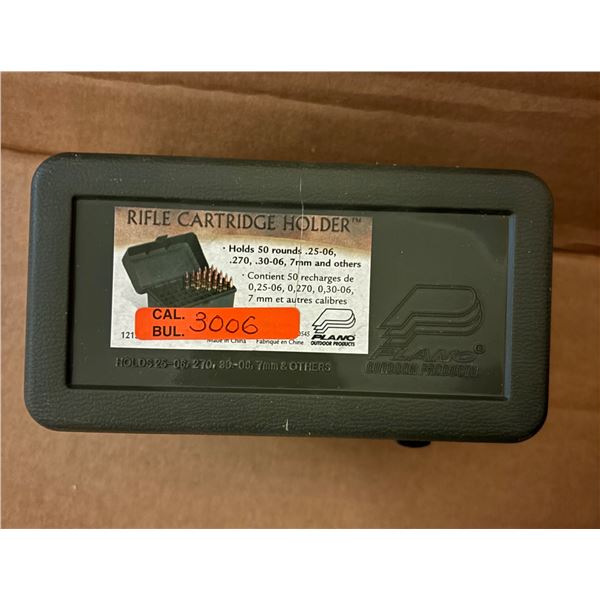 RIFLE CARTRIDGE HOLDER™
· Holds 50 rounds .25-06,
.270, .30-06, 7mm and others
· Contient 50 recharges de
0,25-06, 0,270, 0,30-06,
7 mm et autres calibres
CAL.
BUL. 3006
Made in China Fabriqué en Chine
PLANO
OUTDOOR PRODUCTS
HOLDS 25-06, 270, 30-06, 7mm & OTHERS
PLANO®
OUTDOOR PRODUCTS